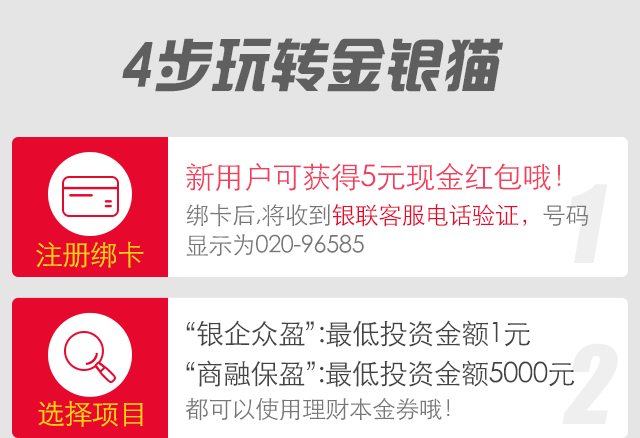 4步玩转金银猫
新用户可获得5元现金红包哦!
绑卡后,将收到银联客服电话验证，号码
显示为020-96585
注册绑卡
1
“银企众盈”:最低投资金额1元
“商融保盈”:最低投资金额5000元
都可以使用理财本金券哦!
选择项目
2